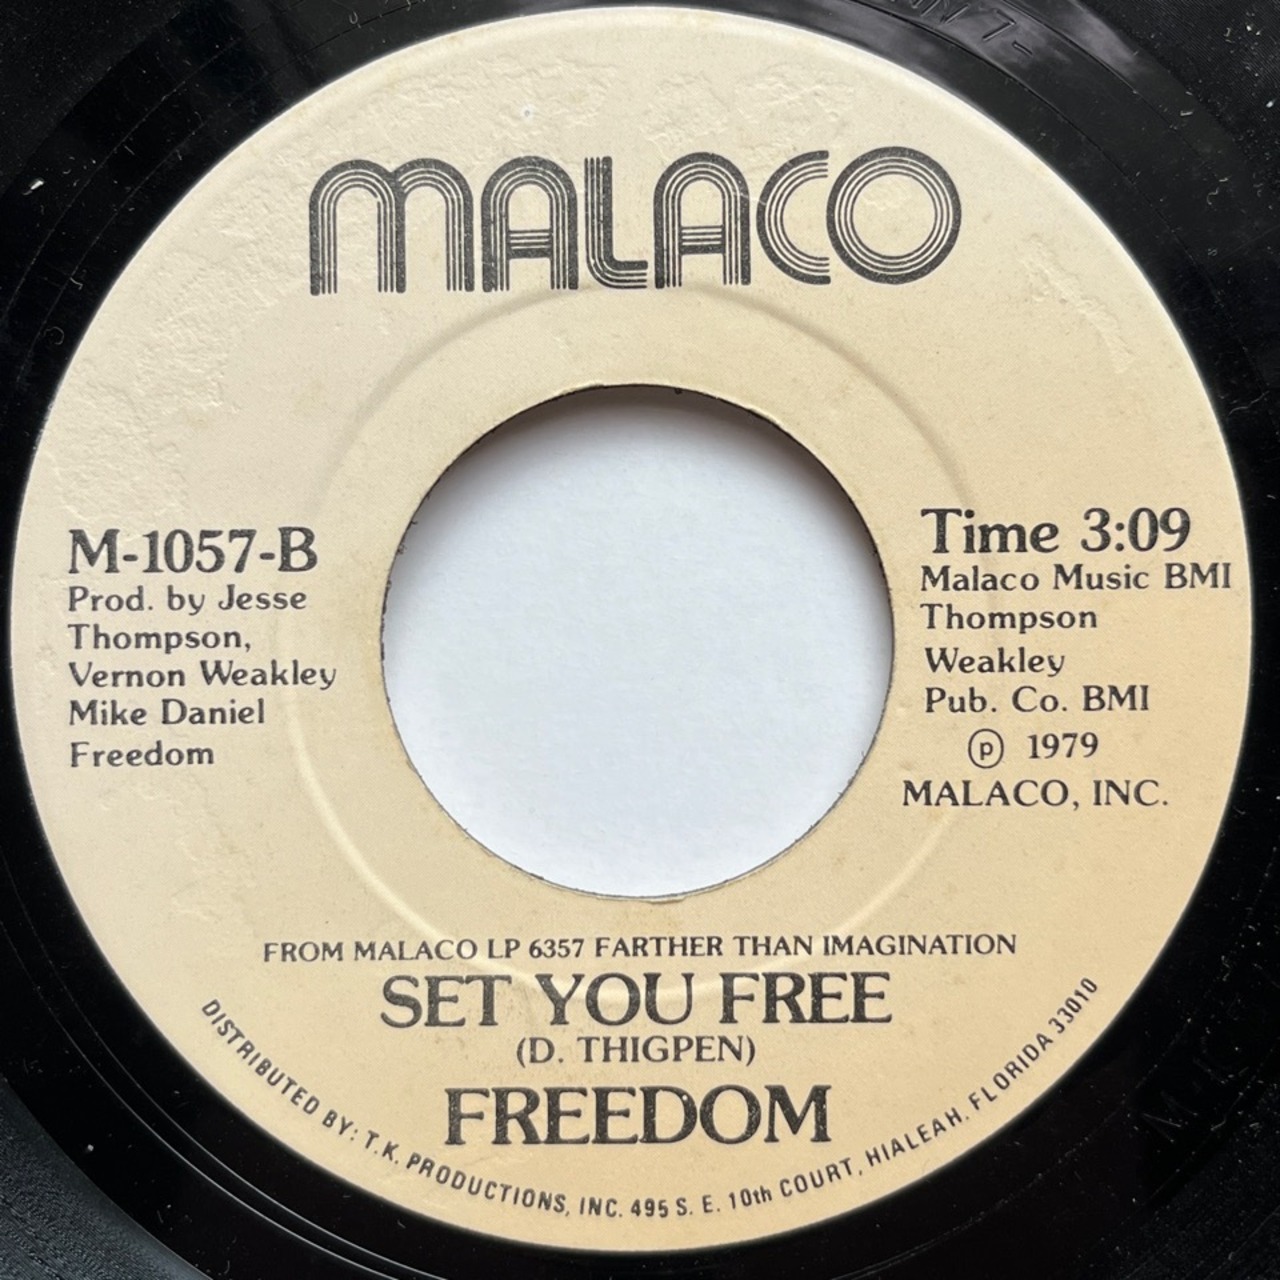 MALACO
M-1057-B
Prod. by Jesse
Thompson,
Vernon Weakley
Mike Daniel
Freedom
Time 3:09
Malaco Music BMI
Thompson
Weakley
Pub. Co. BMI
℗ 1979
MALACO, INC.
FROM MALACO LP 6357 FARTHER THAN IMAGINATION
SET YOU FREE
(D. THIGPEN)
FREEDOM
DISTRIBUTED BY: T.K. PRODUCTIONS, INC. 495 S. E. 10th COURT, HIALEAH, FLORIDA 33010